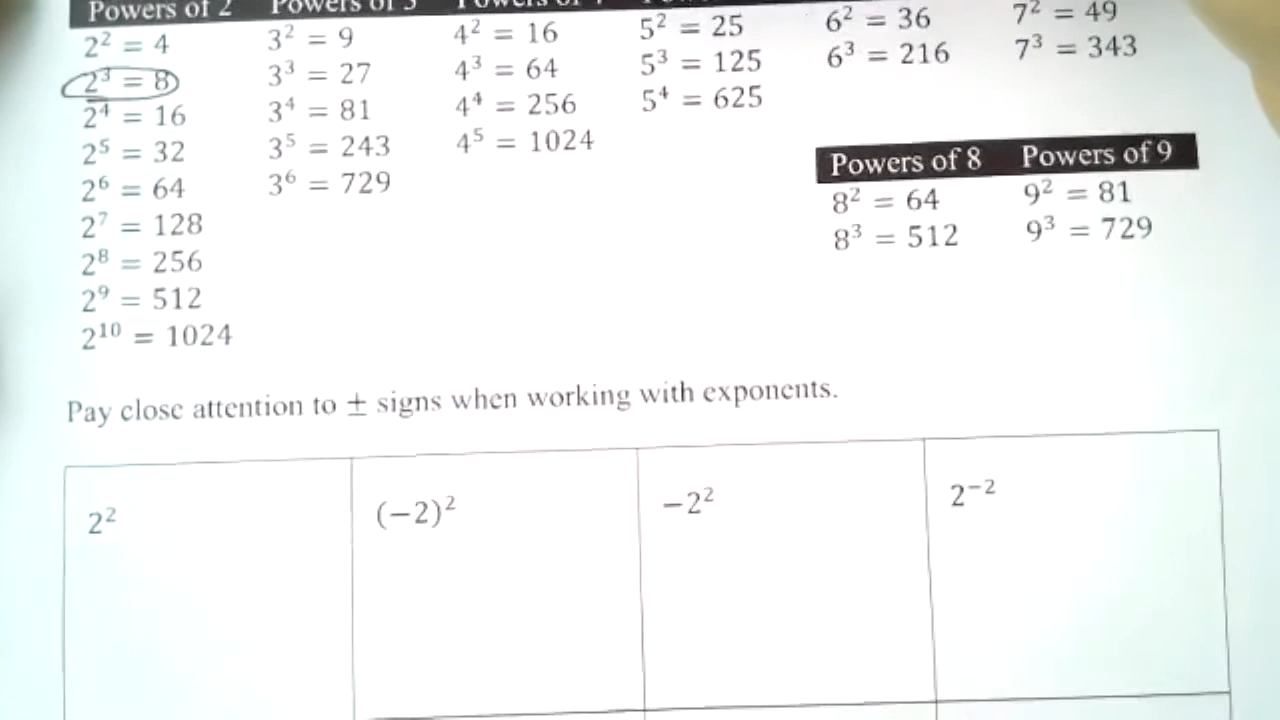 Powers of 2 Powers of 3
2² = 4 3² = 9 4² = 16 5² = 25 6² = 36 7² = 49
2³ = 8 3³ = 27 4³ = 64 5³ = 125 6³ = 216 7³ = 343
2⁴ = 16 3⁴ = 81 4⁴ = 256 5⁴ = 625
2⁵ = 32 3⁵ = 243 4⁵ = 1024
2⁶ = 64 3⁶ = 729
2⁷ = 128
2⁸ = 256
2⁹ = 512
2¹⁰ = 1024
Powers of 8 Powers of 9
8² = 64 9² = 81
8³ = 512 9³ = 729
Pay close attention to ± signs when working with exponents.
2² (−2)² −2² 2⁻²